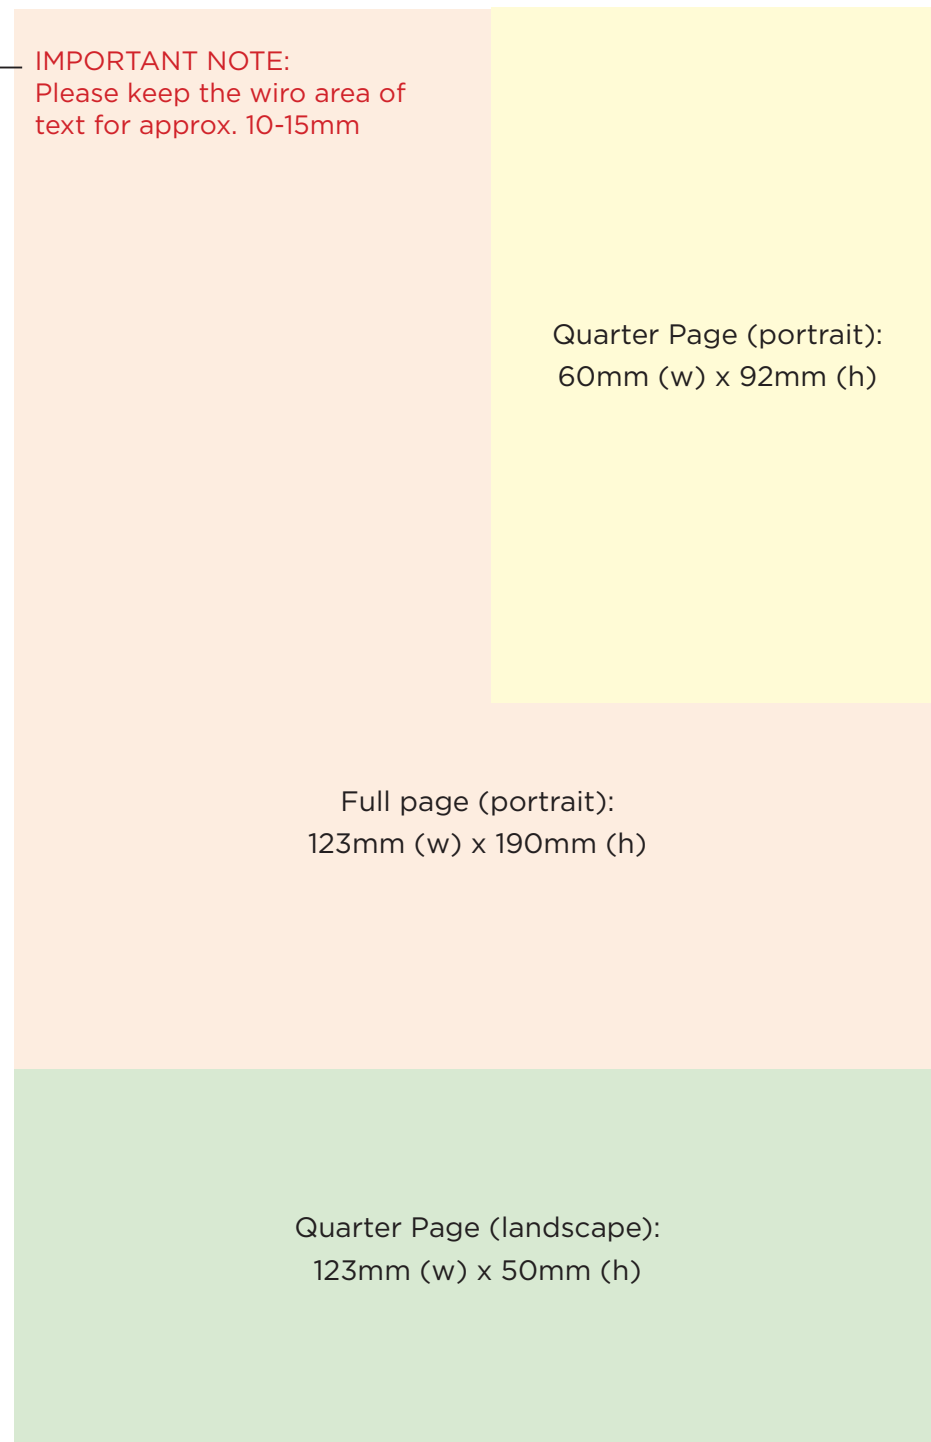 IMPORTANT NOTE:
Please keep the wiro area of
text for approx. 10-15mm
Quarter Page (portrait):
60mm (w) x 92mm (h)
Full page (portrait):
123mm (w) x 190mm (h)
Quarter Page (landscape):
123mm (w) x 50mm (h)